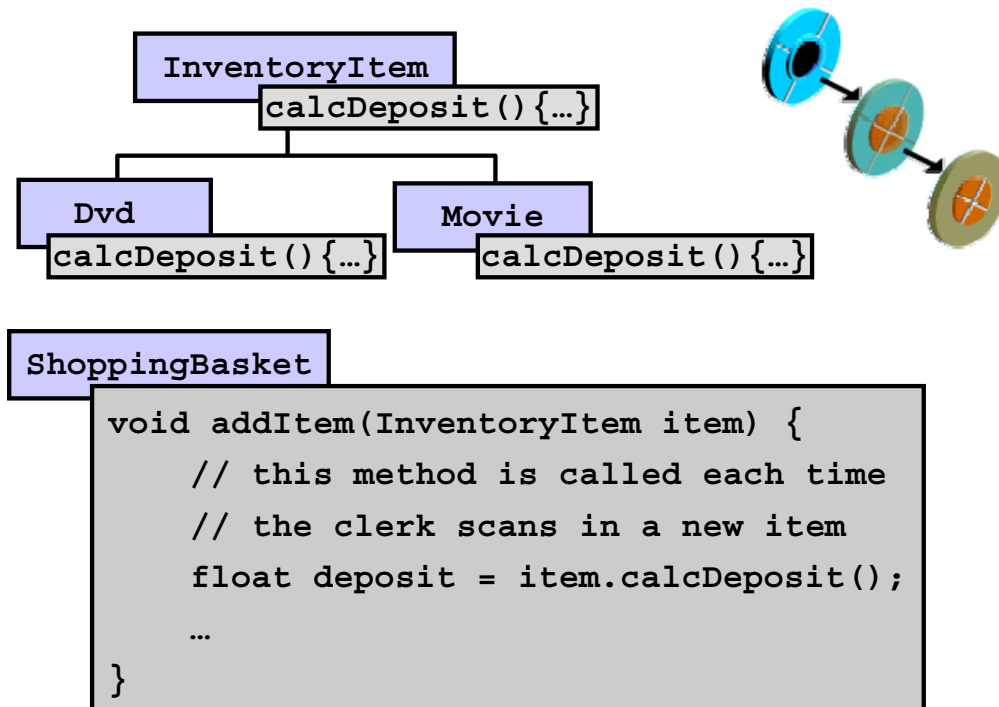 InventoryItem
calcDeposit(){…}
Dvd
Movie
calcDeposit(){…}
calcDeposit(){…}
ShoppingBasket
void addItem(InventoryItem item) {
// this method is called each time
// the clerk scans in a new item
float deposit = item.calcDeposit();
…
}